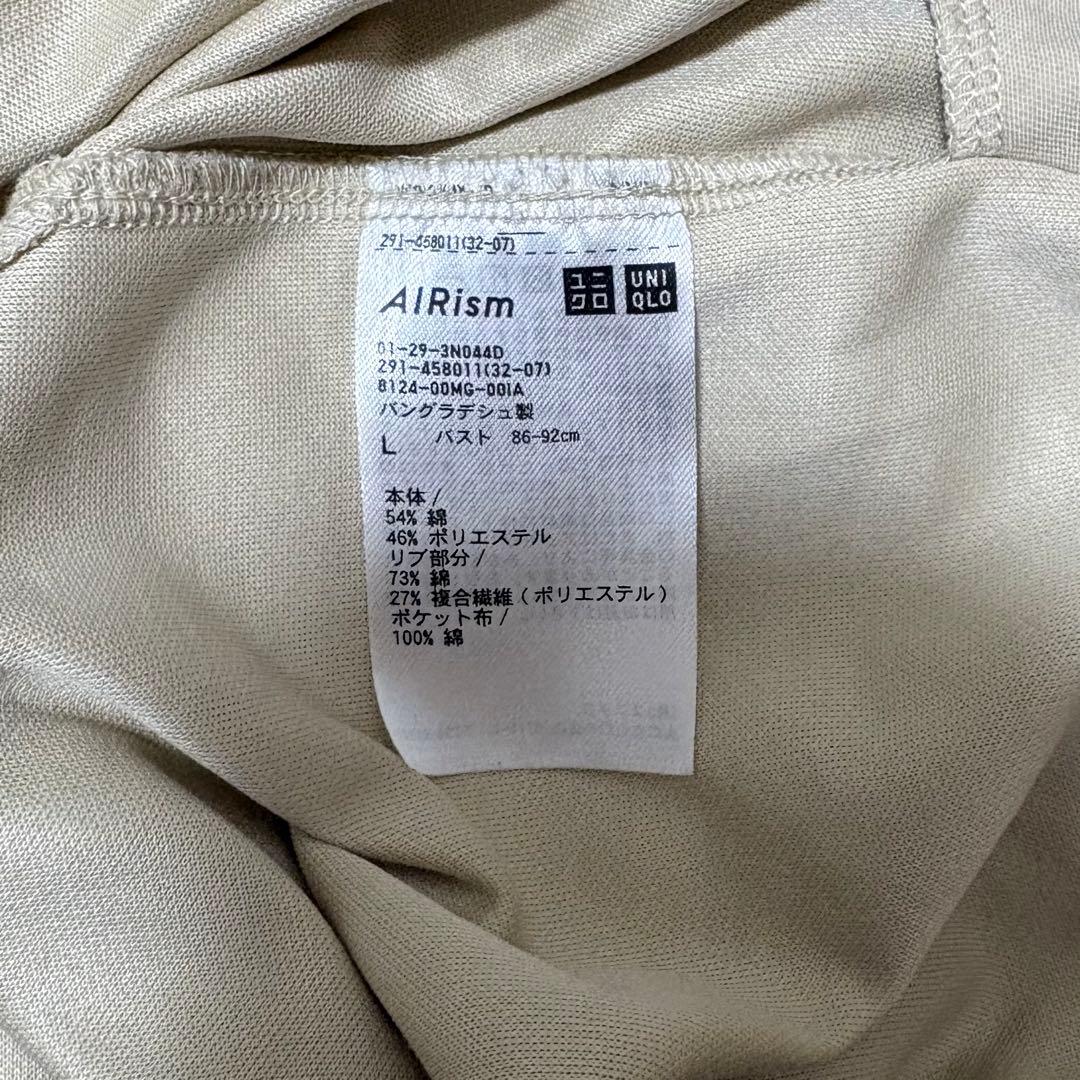 291-458011(32-07)
AIRism
ユニ
クロ
UNI
QLO
01-29-3N044D
291-458011(32-07)
8124-00MG-00IA
バングラデシュ製
L バスト 86-92cm
本体/
54% 綿
46% ポリエステル
リブ部分/
73% 綿
27% 複合繊維(ポリエステル)
ポケット布/
100% 綿